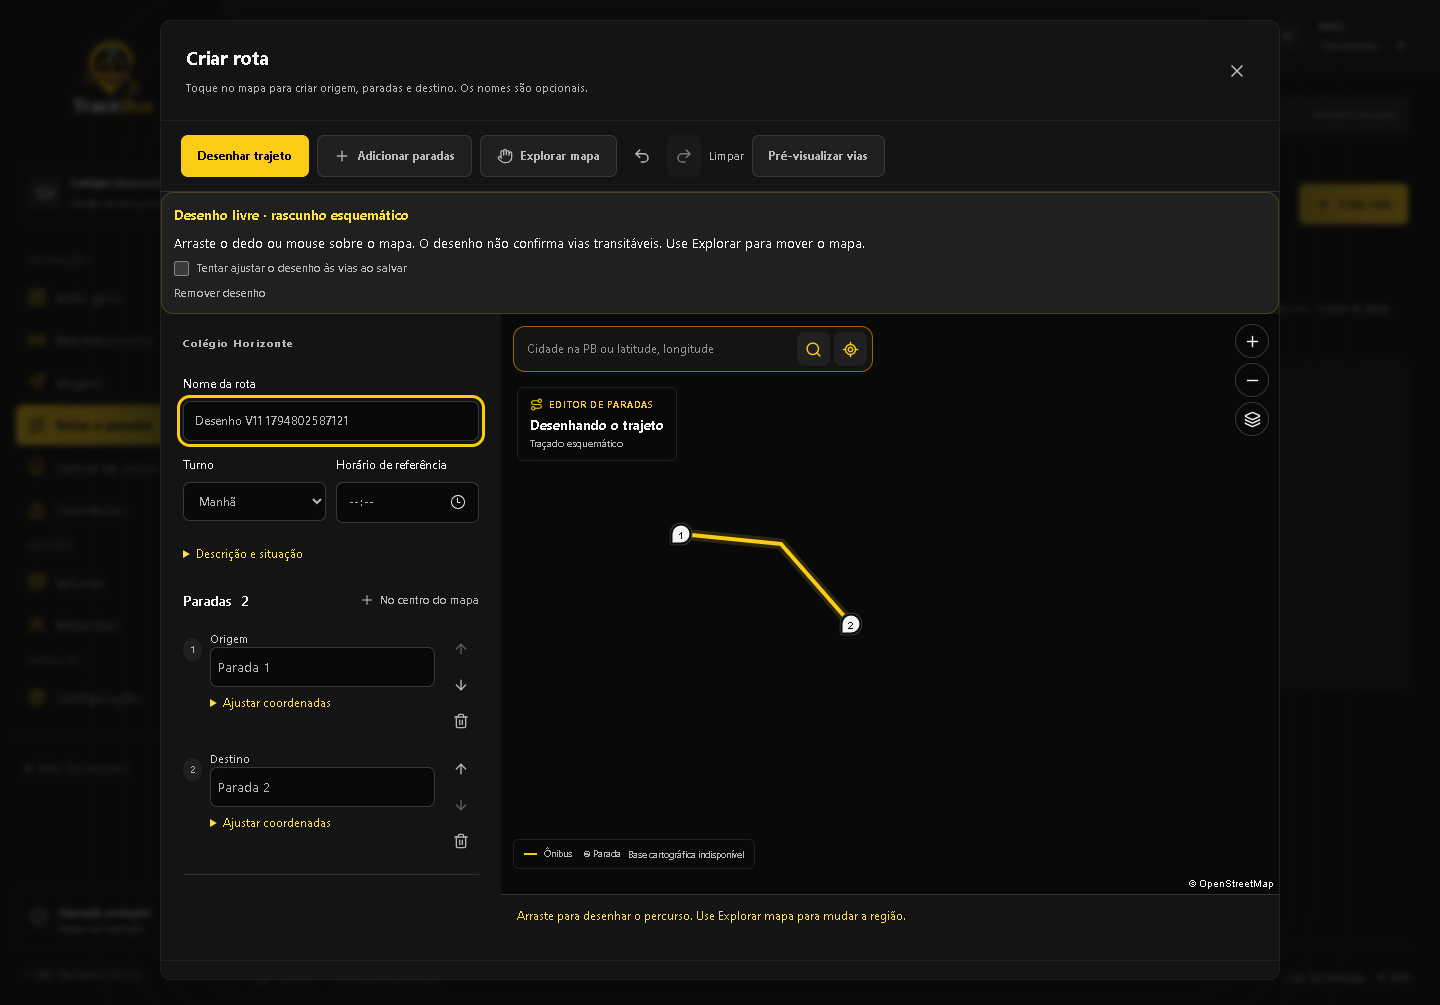 Criar rota
Toque no mapa para criar origem, paradas e destino. Os nomes são opcionais.
Desenhar trajeto
Adicionar paradas
Explorar mapa
Limpar
Pré-visualizar vias
Desenho livre · rascunho esquemático
Arraste o dedo ou mouse sobre o mapa. O desenho não confirma vias transitáveis. Use Explorar para mover o mapa.
Tentar ajustar o desenho às vias ao salvar
Remover desenho
Colégio Horizonte
Nome da rota
Desenho V11 1794802587121
Turno
Horário de referência
Manhã
--:--
Descrição e situação
Paradas 2
No centro do mapa
1
Origem
Parada 1
Ajustar coordenadas
2
Destino
Parada 2
Ajustar coordenadas
Cidade na PB ou latitude, longitude
EDITOR DE PARADAS
Desenhando o trajeto
Traçado esquemático
1
2
Ônibus
Parada
Base cartográfica indisponível
© OpenStreetMap
Arraste para desenhar o percurso. Use Explorar mapa para mudar a região.